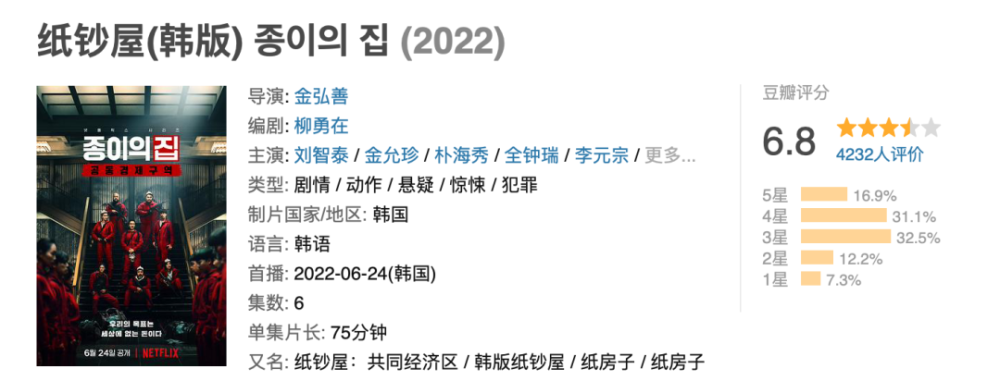 纸钞屋(韩版) 종이의 집 (2022)
종이의 집
공동경제구역
우리의 목표는
세상에 없는 돈이다
6월 24일 공개 | NETFLIX
导演: 金弘善
编剧: 柳勇在
主演: 刘智泰 / 金允珍 / 朴海秀 / 全钟瑞 / 李元宗 / 更多...
类型: 剧情 / 动作 / 悬疑 / 惊悚 / 犯罪
制片国家/地区: 韩国
语言: 韩语
首播: 2022-06-24(韩国)
集数: 6
单集片长: 75分钟
又名: 纸钞屋：共同经济区 / 韩版纸钞屋 / 纸房子 / 纸房子
豆瓣评分
6.8
4232人评价
5星 16.9%
4星 31.1%
3星 32.5%
2星 12.2%
1星 7.3%